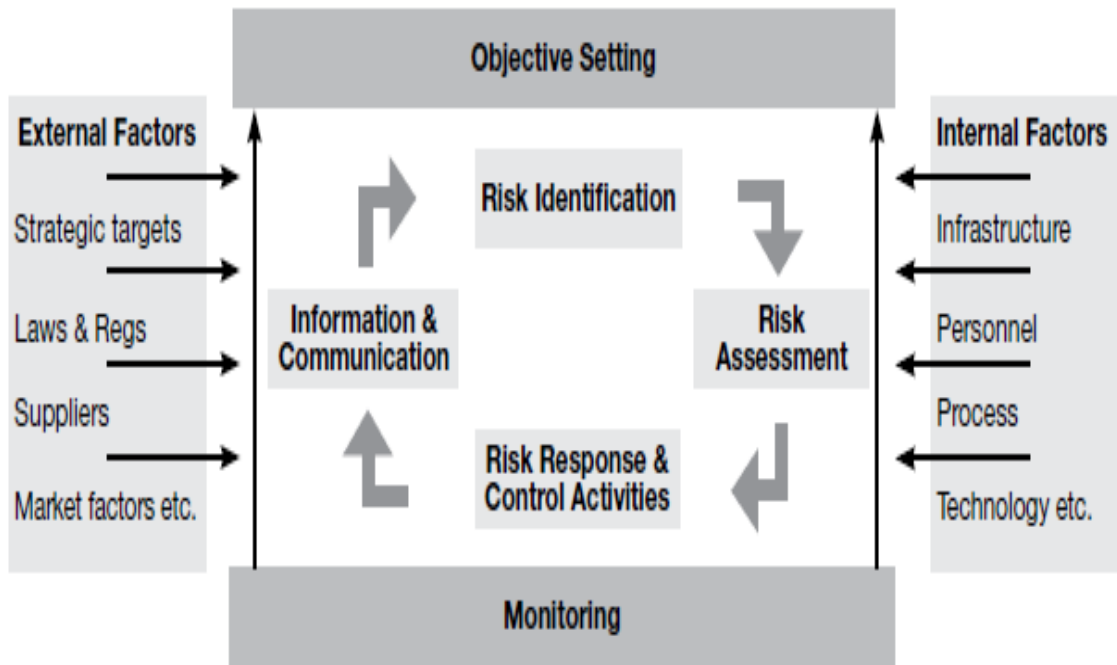 Objective Setting
External Factors
Strategic targets
Laws & Regs
Suppliers
Market factors etc.
Risk Identification
Information &
Communication
Risk
Assessment
Risk Response &
Control Activities
Internal Factors
Infrastructure
Personnel
Process
Technology etc.
Monitoring